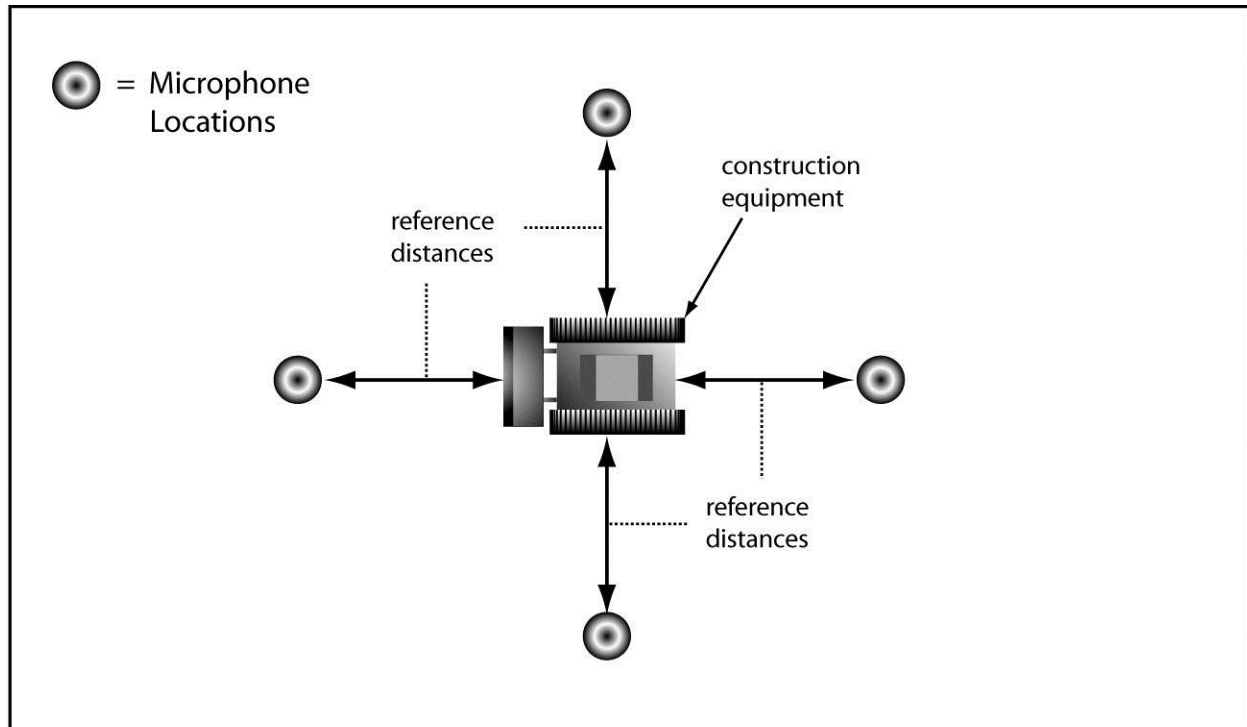 = Microphone
Locations
construction
equipment
reference
distances
reference
distances